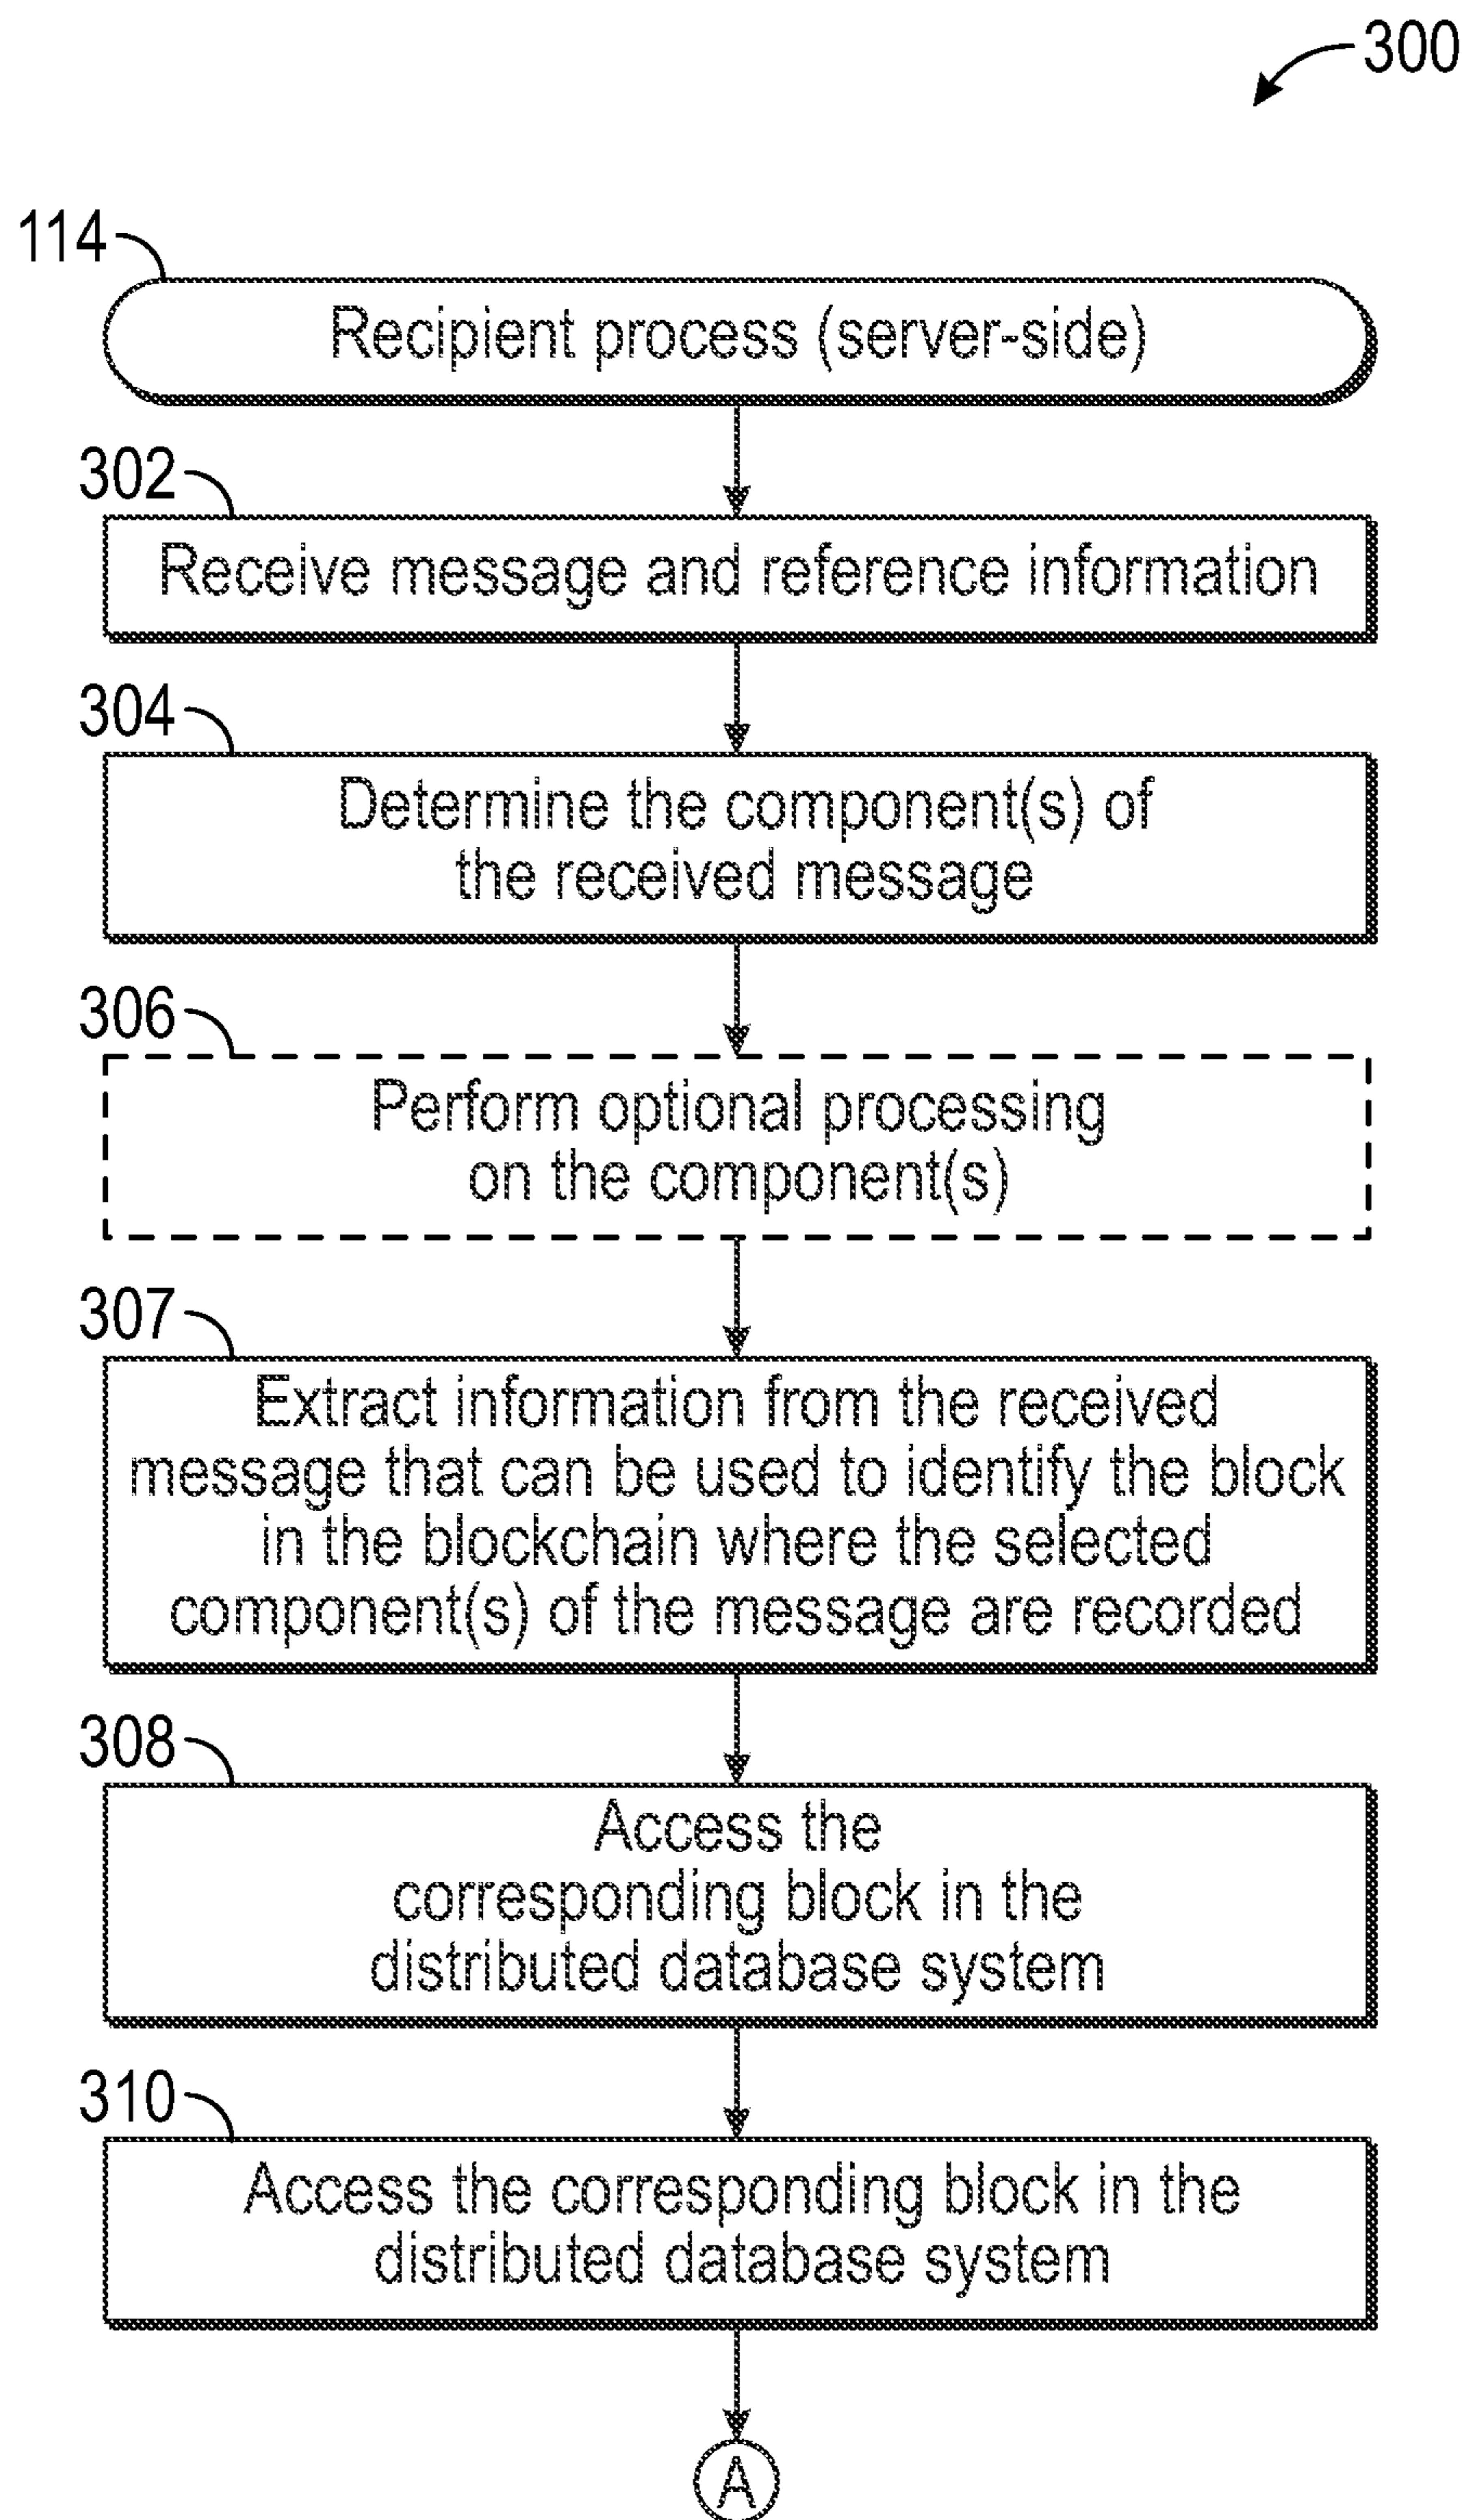 300
114
Recipient process (server-side)
302
Receive message and reference information
304
Determine the component(s) of
the received message
306
Perform optional processing
on the component(s)
307
Extract information from the received
message that can be used to identify the block
in the blockchain where the selected
component(s) of the message are recorded
308
Access the
corresponding block in the
distributed database system
310
Access the corresponding block in the
distributed database system
A